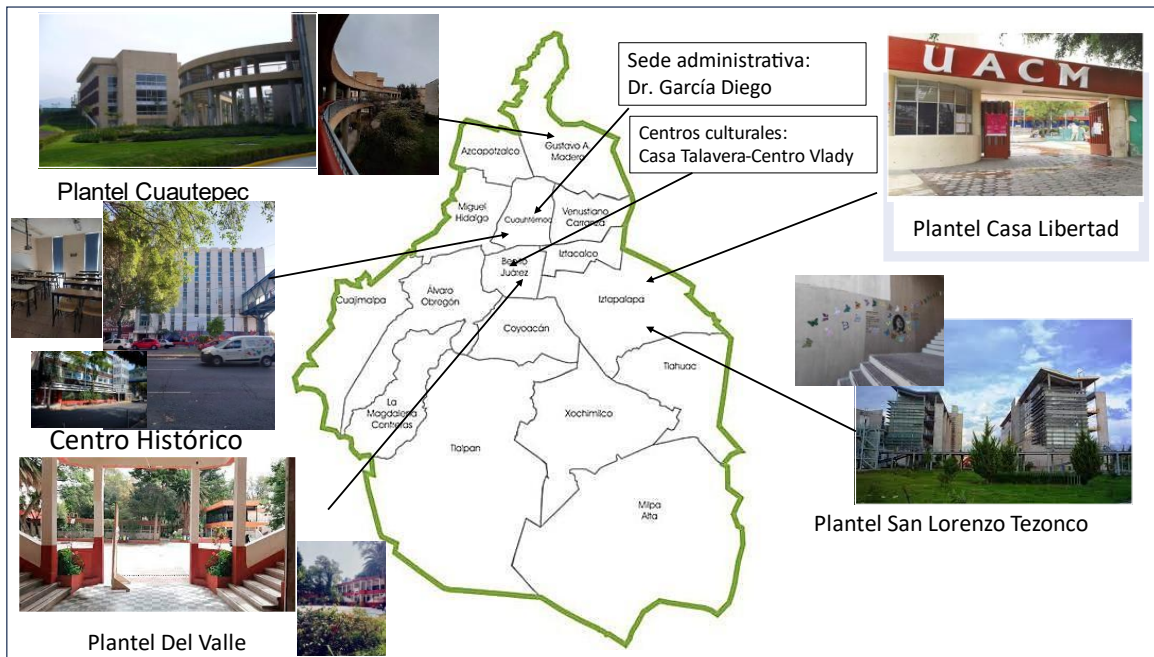 Sede administrativa:
Dr. García Diego
Centros culturales:
Casa Talavera-Centro Vlady
UACM
Plantel Casa Libertad
Plantel Cuautepec
Centro Histórico
Plantel Del Valle
Plantel San Lorenzo Tezonco
Gustavo A.
Madero
Azcapotzalco
Miguel
Hidalgo
Cuauhtémoc
Venustiano
Carranza
Iztacalco
Benito
Juárez
Cuajimalpa
Álvaro
Obregón
Iztapalapa
Coyoacán
Tlahuac
La
Magdalena
Contreras
Xochimilco
Tlalpan
Milpa
Alta